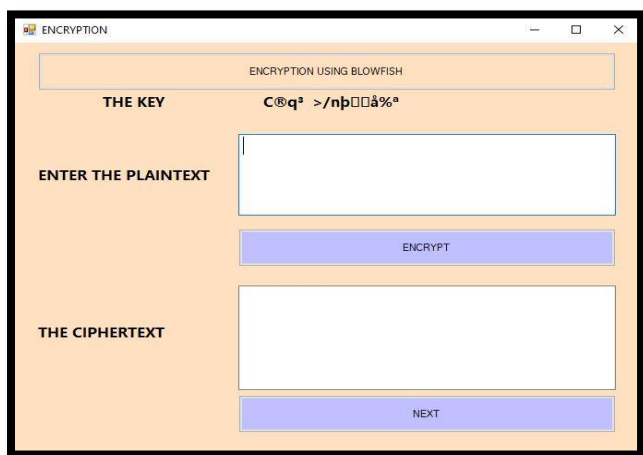 ENCRYPTION
ENCRYPTION USING BLOWFISH
THE KEY C®q³ >/nþ□□å%ª
ENTER THE PLAINTEXT
ENCRYPT
THE CIPHERTEXT
NEXT